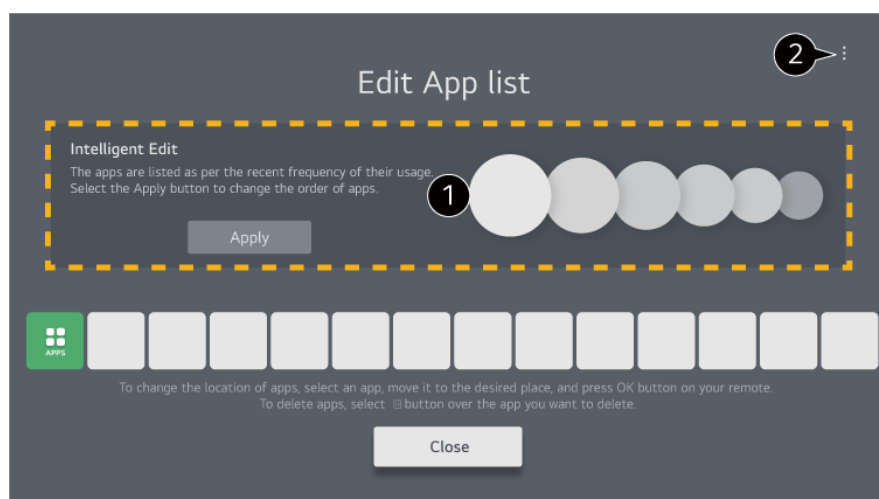 2
Edit App list
Intelligent Edit
The apps are listed as per the recent frequency of their usage.
Select the Apply button to change the order of apps.
1
Apply
APPS
To change the location of apps, select an app, move it to the desired place, and press OK button on your remote.
To delete apps, select button over the app you want to delete.
Close